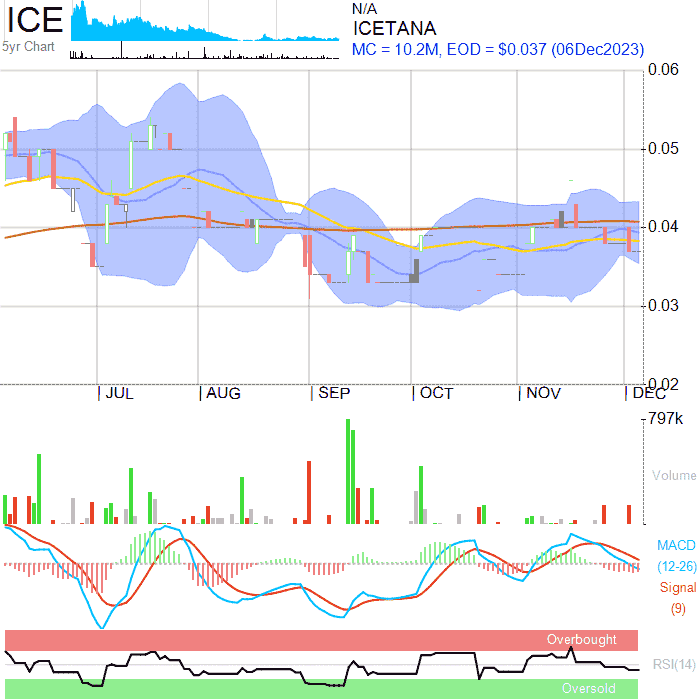 ICE
5yr Chart
N/A
ICETANA
MC = 10.2M, EOD = $0.037 (06Dec2023)
0.06
0.05
0.04
0.03
0.02
JUL
AUG
SEP
OCT
NOV
DEC
797k
Volume
MACD
(12-26)
Signal
(9)
Overbought
RSI(14)
Oversold